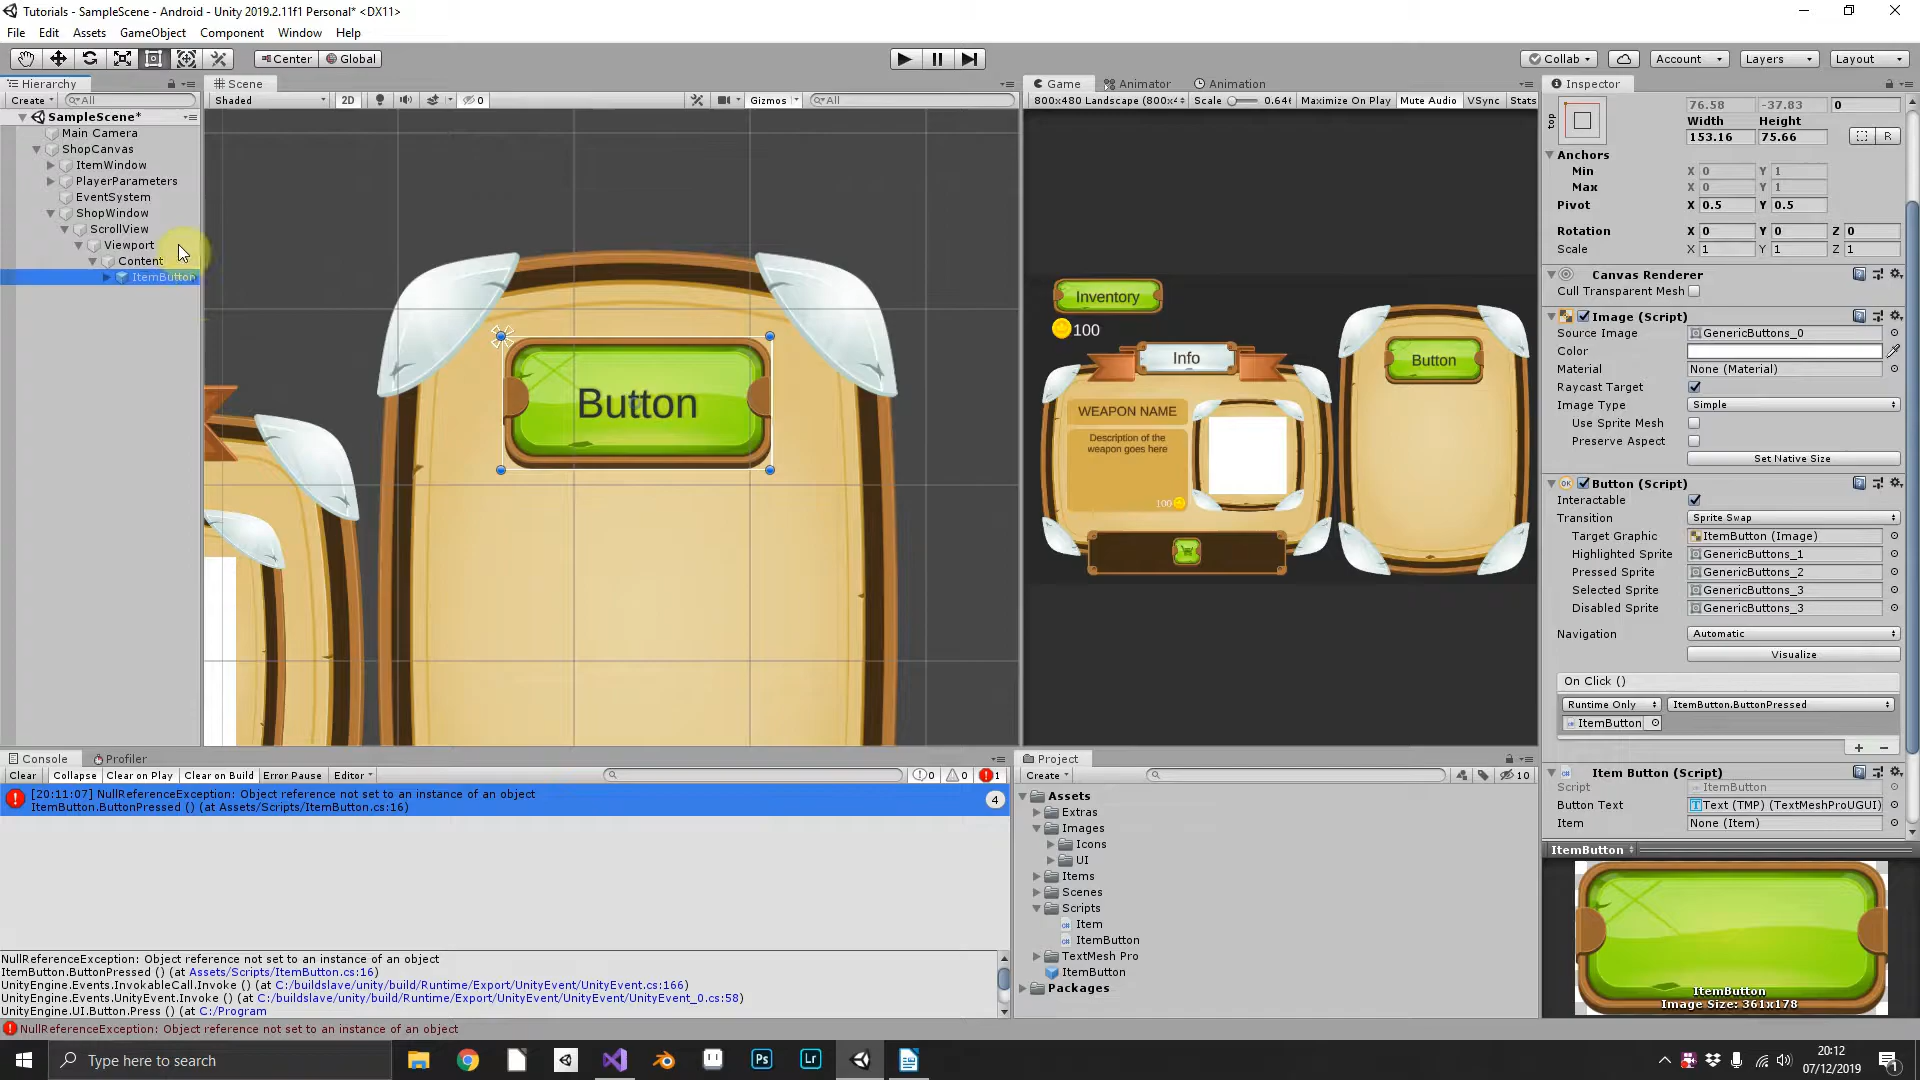 Tutorials - SampleScene - Android - Unity 2019.2.11f1 Personal* <DX11>
File Edit Assets GameObject Component Window Help
Center Global Collab Account Layers Layout
Hierarchy
Create All
SampleScene*
Main Camera
ShopCanvas
ItemWindow
PlayerParameters
EventSystem
ShopWindow
ScrollView
Viewport
Content
ItemButton
Scene
Shaded 2D 0 Gizmos All
Button
Game Animator Animation
800x480 Landscape (800x4 Scale 0.64 Maximize On Play Mute Audio VSync Stats
Inventory
100
Info
WEAPON NAME
Description of the
weapon goes here
100
Button
Inspector
top
76.58 -37.83 0
Width Height
153.16 75.66 R
Anchors
Min X 0 Y 1
Max X 0 Y 1
Pivot X 0.5 Y 0.5
Rotation X 0 Y 0 Z 0
Scale X 1 Y 1 Z 1
Canvas Renderer
Cull Transparent Mesh
Image (Script)
Source Image GenericButtons_0
Color
Material None (Material)
Raycast Target
Image Type Simple
Use Sprite Mesh
Preserve Aspect
Set Native Size
OK Button (Script)
Interactable
Transition Sprite Swap
Target Graphic ItemButton (Image)
Highlighted Sprite GenericButtons_1
Pressed Sprite GenericButtons_2
Selected Sprite GenericButtons_3
Disabled Sprite GenericButtons_3
Navigation Automatic
Visualize
On Click ()
Runtime Only ItemButton.ButtonPressed
ItemButton
Item Button (Script)
Script ItemButton
Button Text Text (TMP) (TextMeshProUGUI)
Item None (Item)
ItemButton
ItemButton
Image Size: 361x178
Console Profiler
Clear Collapse Clear on Play Clear on Build Error Pause Editor 0 0 1
[20:11:07] NullReferenceException: Object reference not set to an instance of an object
ItemButton.ButtonPressed () (at Assets/Scripts/ItemButton.cs:16)
4
NullReferenceException: Object reference not set to an instance of an object
ItemButton.ButtonPressed () (at Assets/Scripts/ItemButton.cs:16)
UnityEngine.Events.InvokableCall.Invoke () (at C:/buildslave/unity/build/Runtime/Export/UnityEvent/UnityEvent.cs:166)
UnityEngine.Events.UnityEvent.Invoke () (at C:/buildslave/unity/build/Runtime/Export/UnityEvent/UnityEvent/UnityEvent_0.cs:58)
UnityEngine.UI.Button.Press () (at C:/Program
NullReferenceException: Object reference not set to an instance of an object
Project
Create 10
Assets
Extras
Images
Icons
UI
Items
Scenes
Scripts
Item
ItemButton
TextMesh Pro
ItemButton
Packages
Type here to search
Ps Lr
20:12
07/12/2019
1